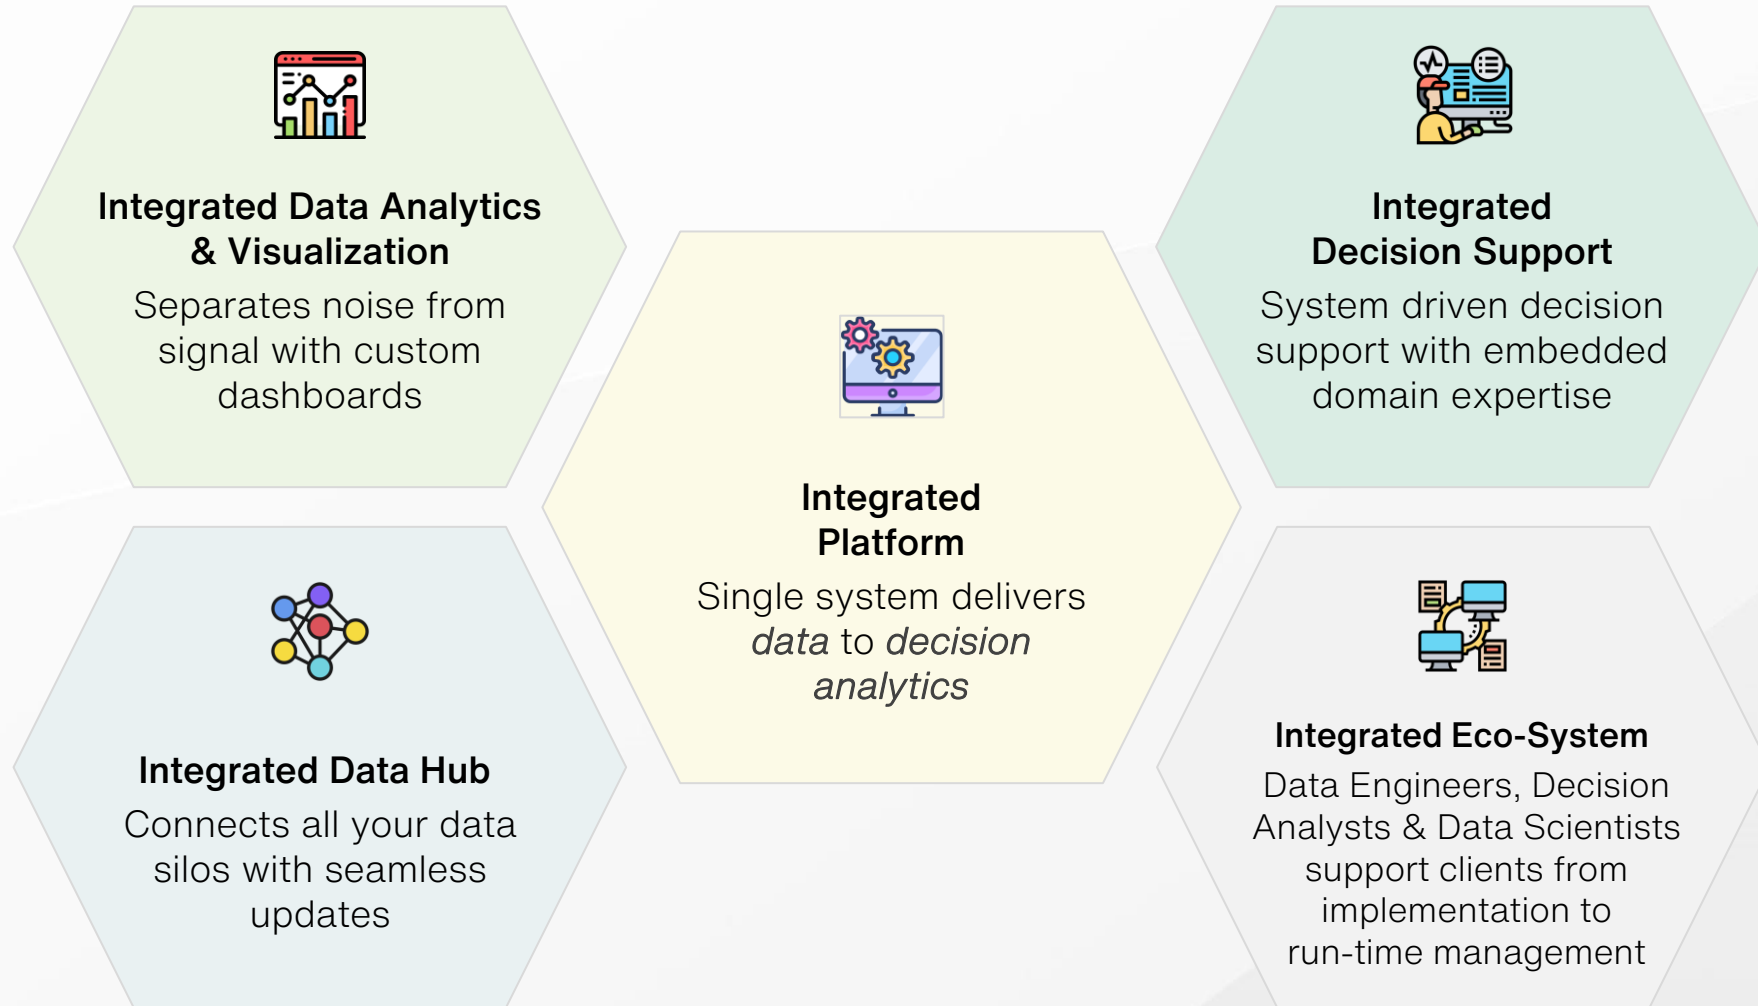 Integrated Data Analytics
& Visualization
Separates noise from
signal with custom
dashboards
Integrated
Decision Support
System driven decision
support with embedded
domain expertise
Integrated
Platform
Single system delivers
data to decision
analytics
Integrated Data Hub
Connects all your data
silos with seamless
updates
Integrated Eco-System
Data Engineers, Decision
Analysts & Data Scientists
support clients from
implementation to
run-time management